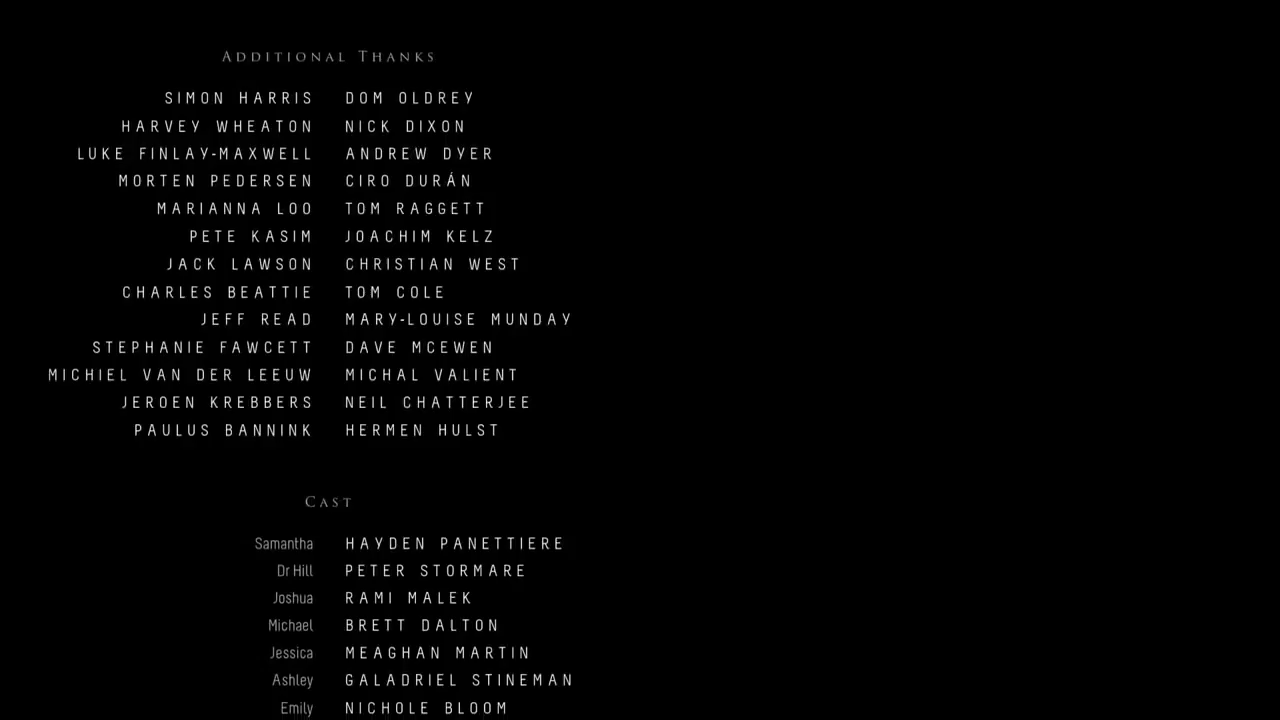 Additional Thanks
SIMON HARRIS DOM OLDREY
HARVEY WHEATON NICK DIXON
LUKE FINLAY-MAXWELL ANDREW DYER
MORTEN PEDERSEN CIRO DURÁN
MARIANNA LOO TOM RAGGETT
PETE KASIM JOACHIM KELZ
JACK LAWSON CHRISTIAN WEST
CHARLES BEATTIE TOM COLE
JEFF READ MARY-LOUISE MUNDAY
STEPHANIE FAWCETT DAVE MCEWEN
MICHIEL VAN DER LEEUW MICHAL VALIENT
JEROEN KREBBERS NEIL CHATTERJEE
PAULUS BANNINK HERMEN HULST
Cast
Samantha HAYDEN PANETTIERE
Dr Hill PETER STORMARE
Joshua RAMI MALEK
Michael BRETT DALTON
Jessica MEAGHAN MARTIN
Ashley GALADRIEL STINEMAN
Emily NICHOLE BLOOM